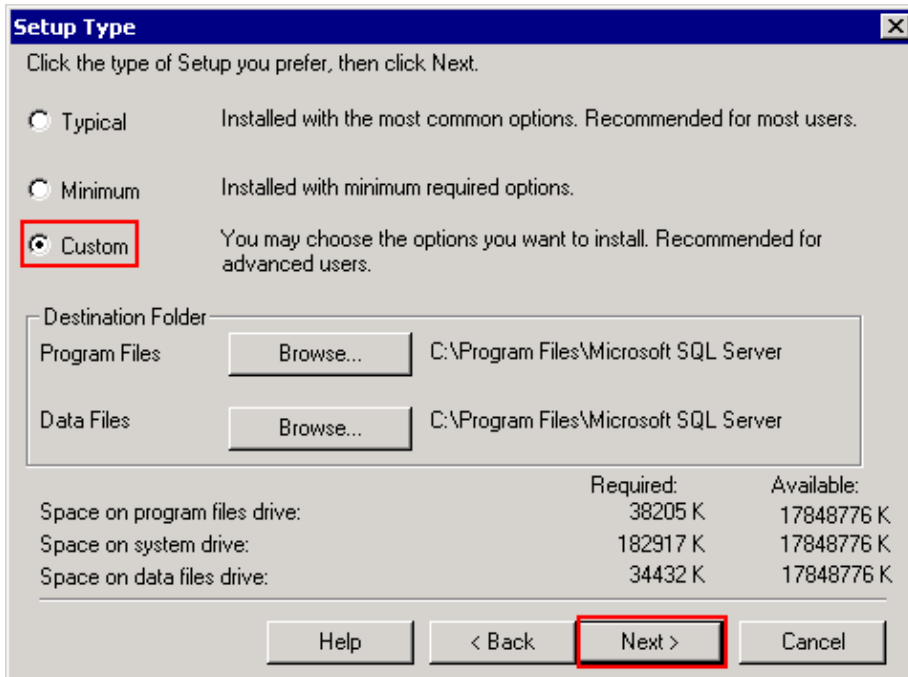 Setup Type
Click the type of Setup you prefer, then click Next.
Typical Installed with the most common options. Recommended for most users.
Minimum Installed with minimum required options.
Custom You may choose the options you want to install. Recommended for
advanced users.
Destination Folder
Program Files Browse... C:\Program Files\Microsoft SQL Server
Data Files Browse... C:\Program Files\Microsoft SQL Server
Required: Available:
Space on program files drive: 38205 K 17848776 K
Space on system drive: 182917 K 17848776 K
Space on data files drive: 34432 K 17848776 K
Help < Back Next > Cancel